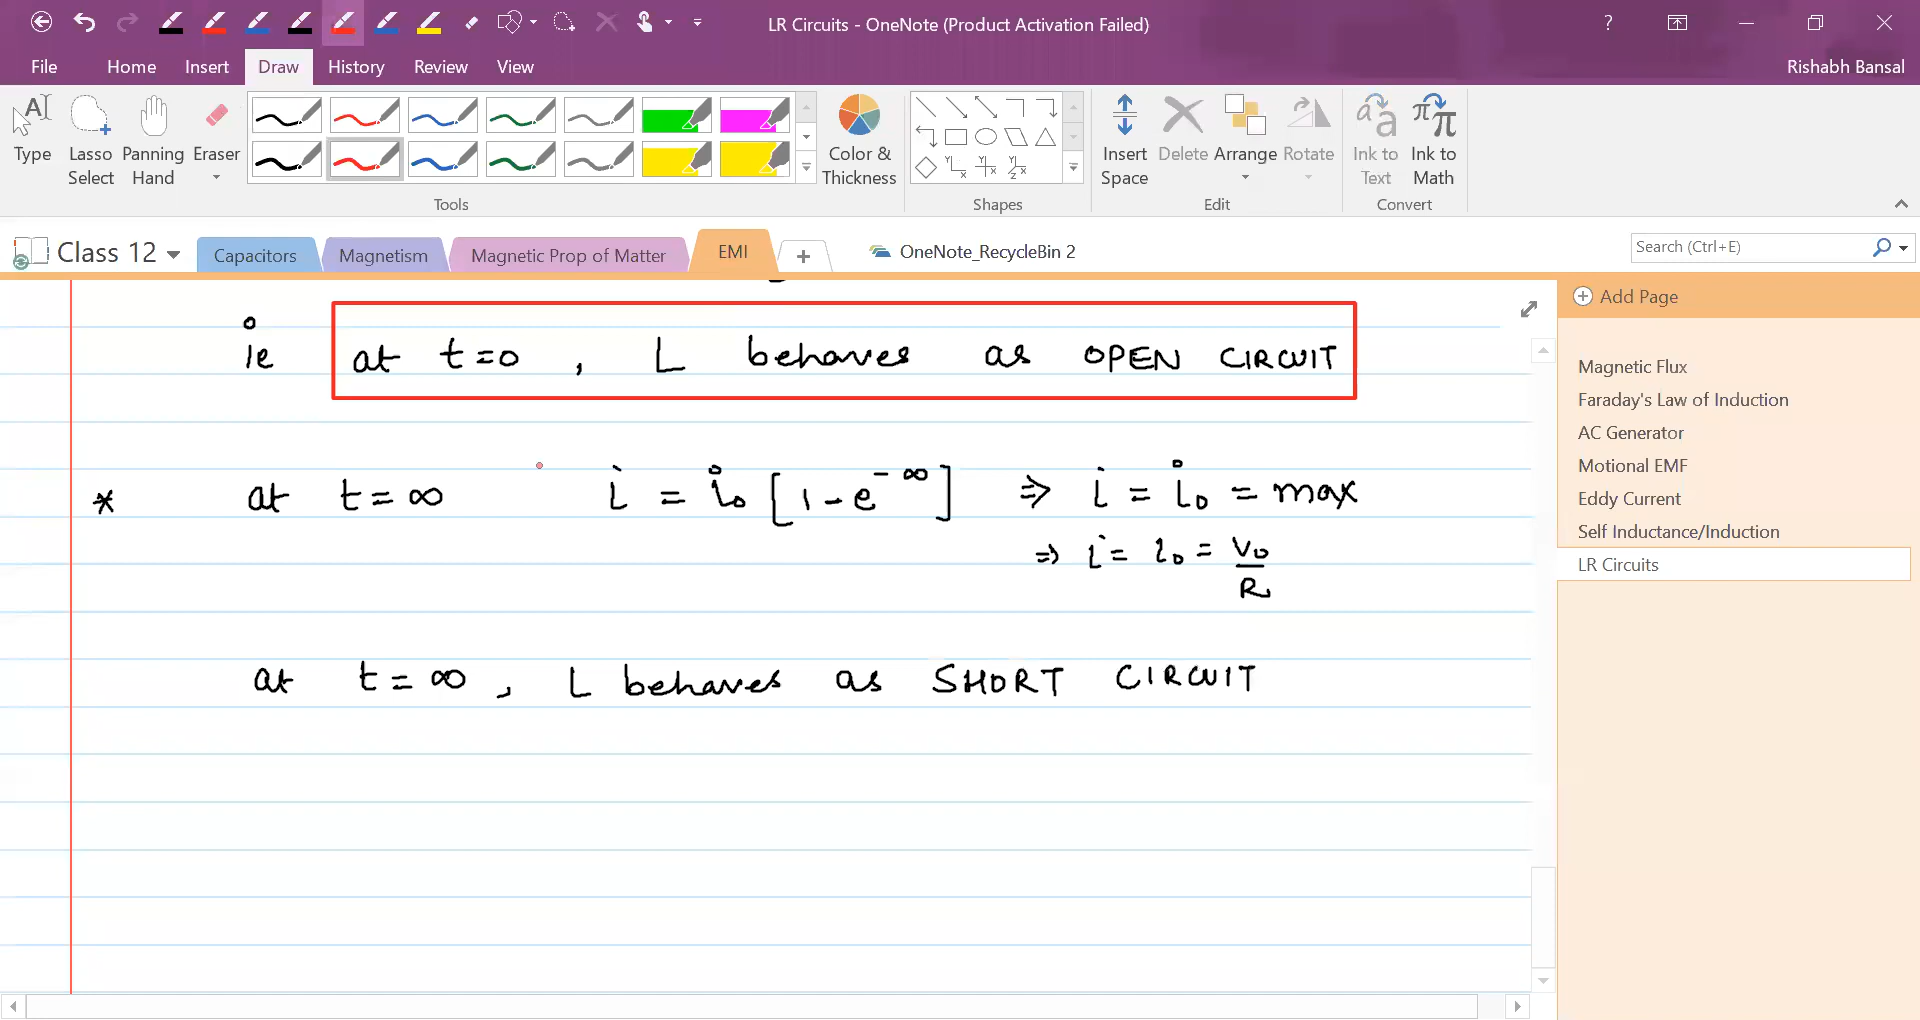 LR Circuits - OneNote (Product Activation Failed)
?
File Home Insert Draw History Review View
Rishabh Bansal
Type Lasso Select Panning Hand Eraser
Color & Thickness
Insert Space Delete Arrange Rotate
Ink to Text Ink to Math
Tools Shapes Edit Convert
Class 12 Capacitors Magnetism Magnetic Prop of Matter EMI + OneNote_RecycleBin 2
Search (Ctrl+E)
ie at t=0 , L behaves as OPEN CIRCUIT
* at t=∞ i = i₀ [1-e^-∞] ⇒ i = i₀ = max
⇒ i = i₀ = V₀/R
at t=∞ , L behaves as SHORT CIRCUIT
Add Page
Magnetic Flux
Faraday's Law of Induction
AC Generator
Motional EMF
Eddy Current
Self Inductance/Induction
LR Circuits